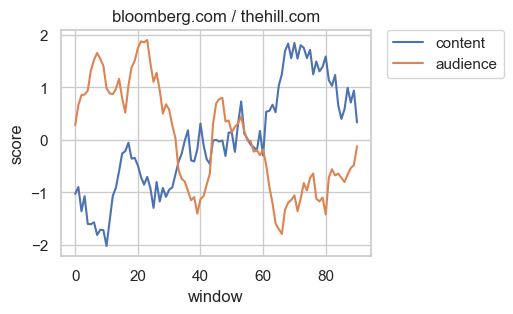 bloomberg.com / thehill.com
content
audience
score
2
1
0
−1
−2
0 20 40 60 80
window